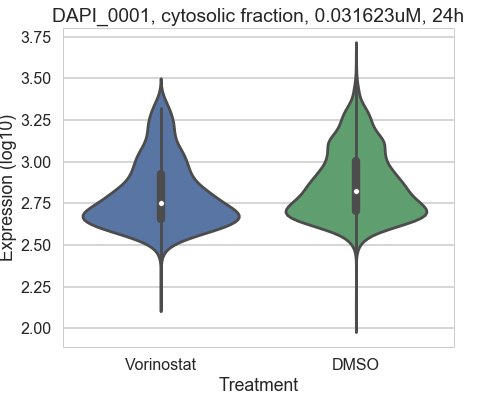 DAPI_0001, cytosolic fraction, 0.031623uM, 24h
Expression (log10)
3.75
3.50
3.25
3.00
2.75
2.50
2.25
2.00
Vorinostat DMSO
Treatment